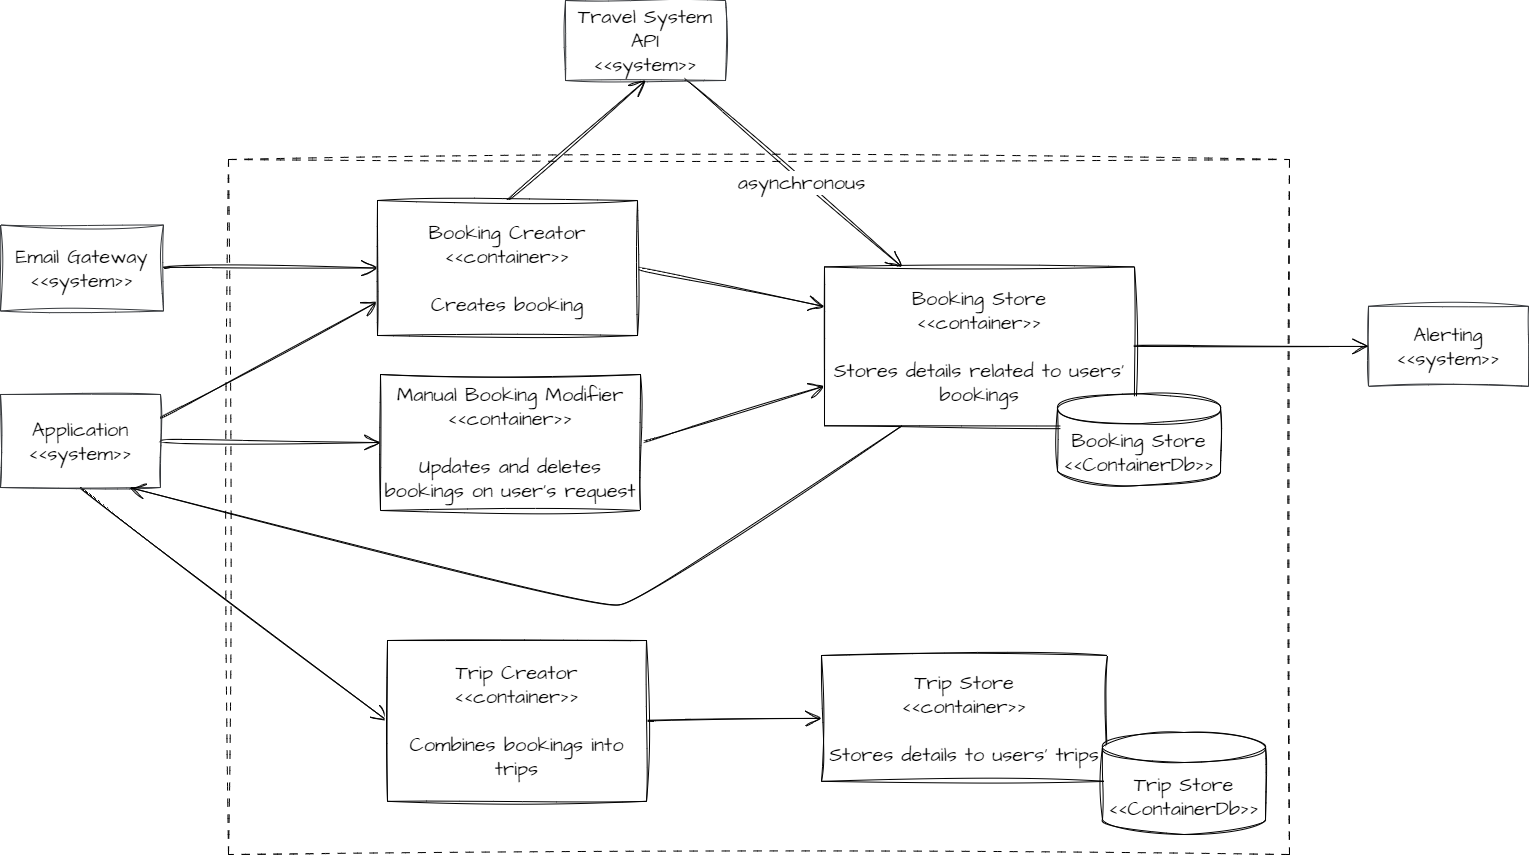 Travel System
API
<<system>>
asynchronous
Email Gateway
<<system>>
Booking Creator
<<container>>
Creates booking
Booking Store
<<container>>
Stores details related to users'
bookings
Alerting
<<system>>
Application
<<system>>
Manual Booking Modifier
<<container>>
Updates and deletes
bookings on user's request
Booking Store
<<ContainerDb>>
Trip Creator
<<container>>
Combines bookings into
trips
Trip Store
<<container>>
Stores details to users' trips
Trip Store
<<ContainerDb>>